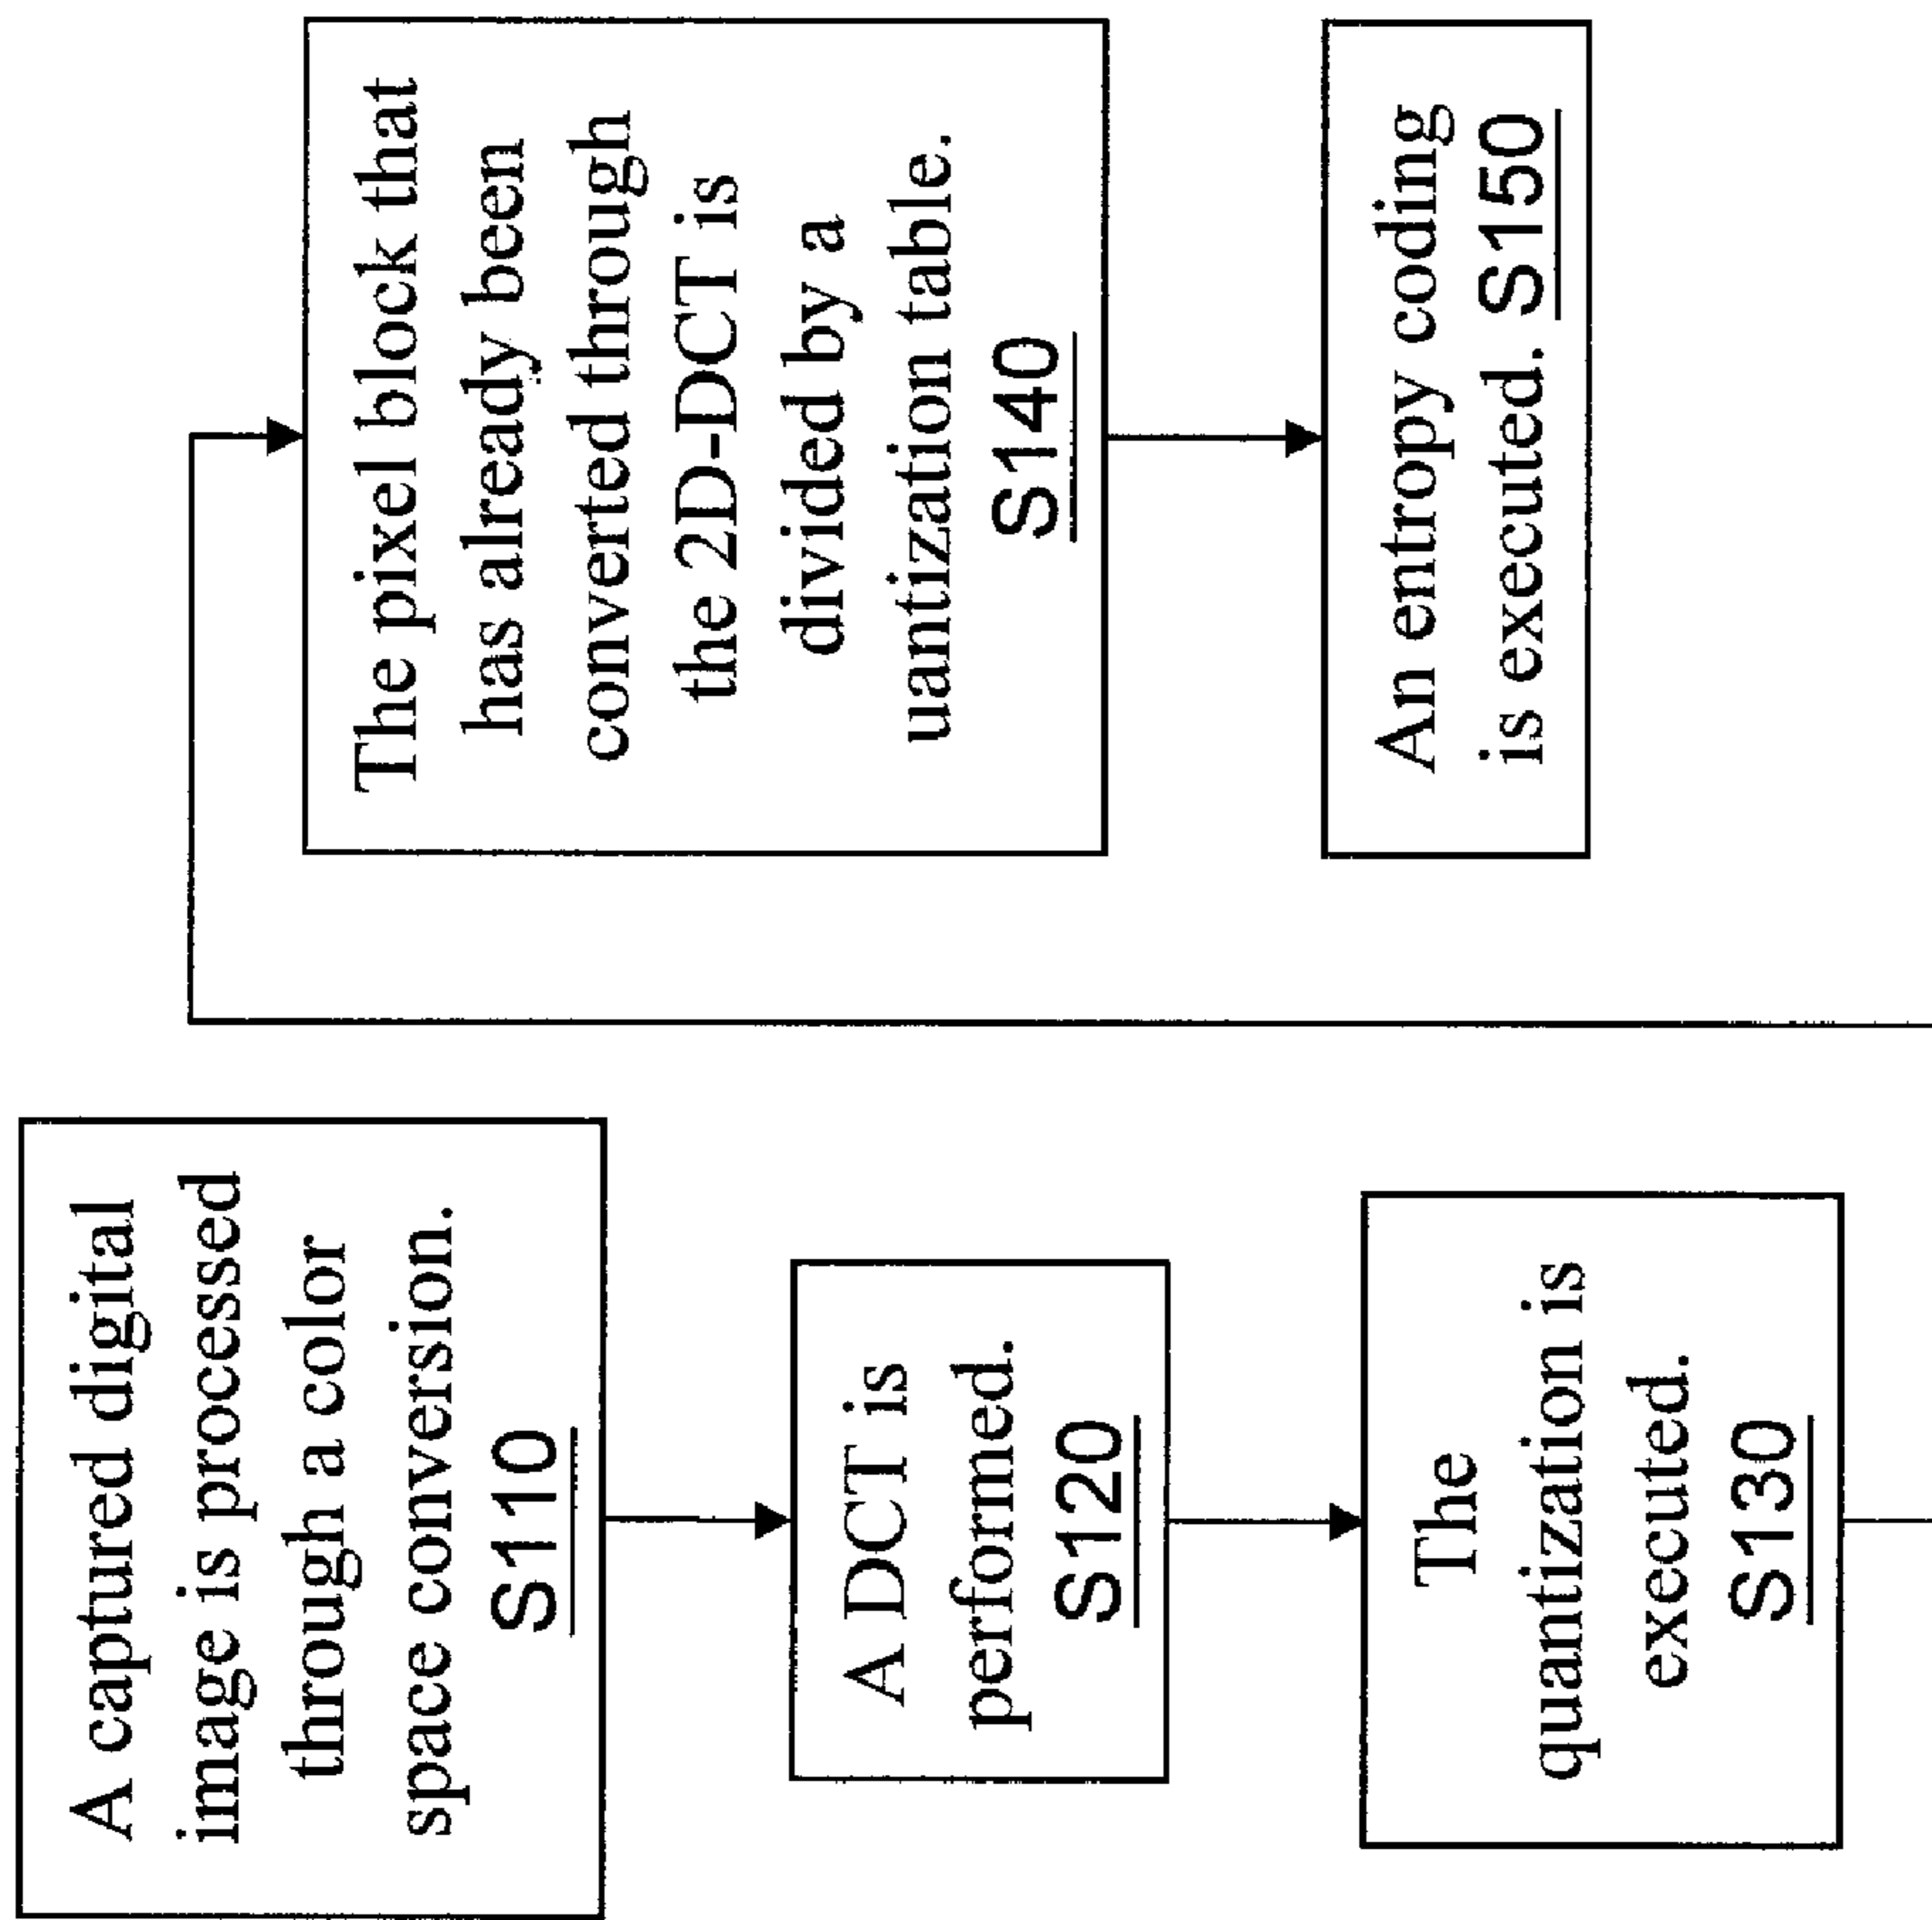 A captured digital
image is processed
through a color
space conversion.
S110
A DCT is
performed.
S120
The
quantization is
executed.
S130
The pixel block that
has already been
converted through
the 2D-DCT is
divided by a
uantization table.
S140
An entropy coding
is executed. S150